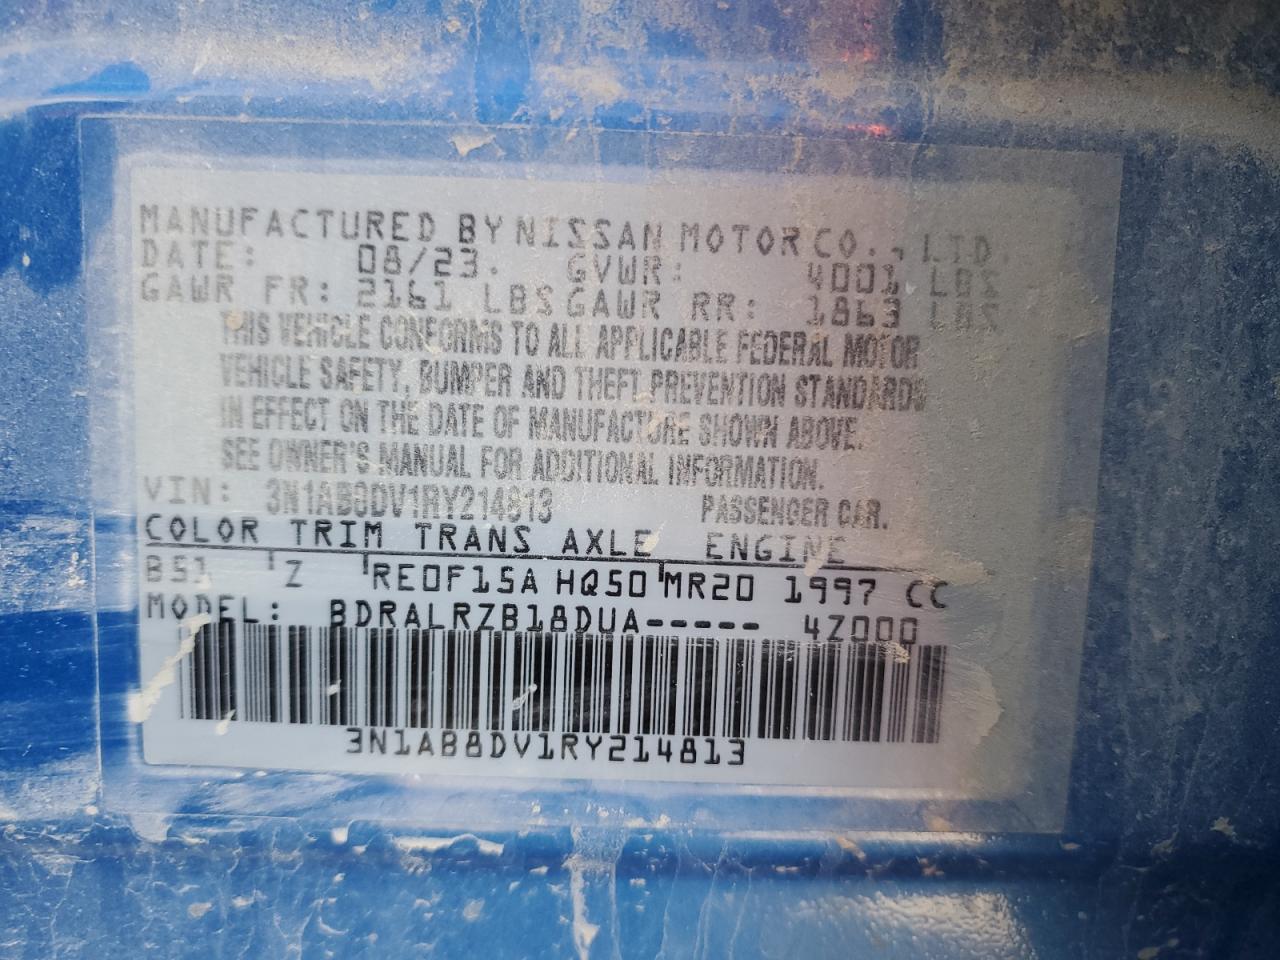 MANUFACTURED BY NISSAN MOTOR CO., LTD.
DATE: 08/23. GVWR: 4001 LBS
GAWR FR: 2161 LBS GAWR RR: 1863 LBS
THIS VEHICLE CONFORMS TO ALL APPLICABLE FEDERAL MOTOR
VEHICLE SAFETY, BUMPER AND THEFT PREVENTION STANDARDS
IN EFFECT ON THE DATE OF MANUFACTURE SHOWN ABOVE.
SEE OWNER'S MANUAL FOR ADDITIONAL INFORMATION.
VIN: 3N1AB8DV1RY214813 PASSENGER CAR.
COLOR TRIM TRANS AXLE ENGINE
B51 Z RE0F15A HQ50 MR20 1997 CC
MODEL: BDRALRZB18DUA----- 4Z000
3N1AB8DV1RY214813